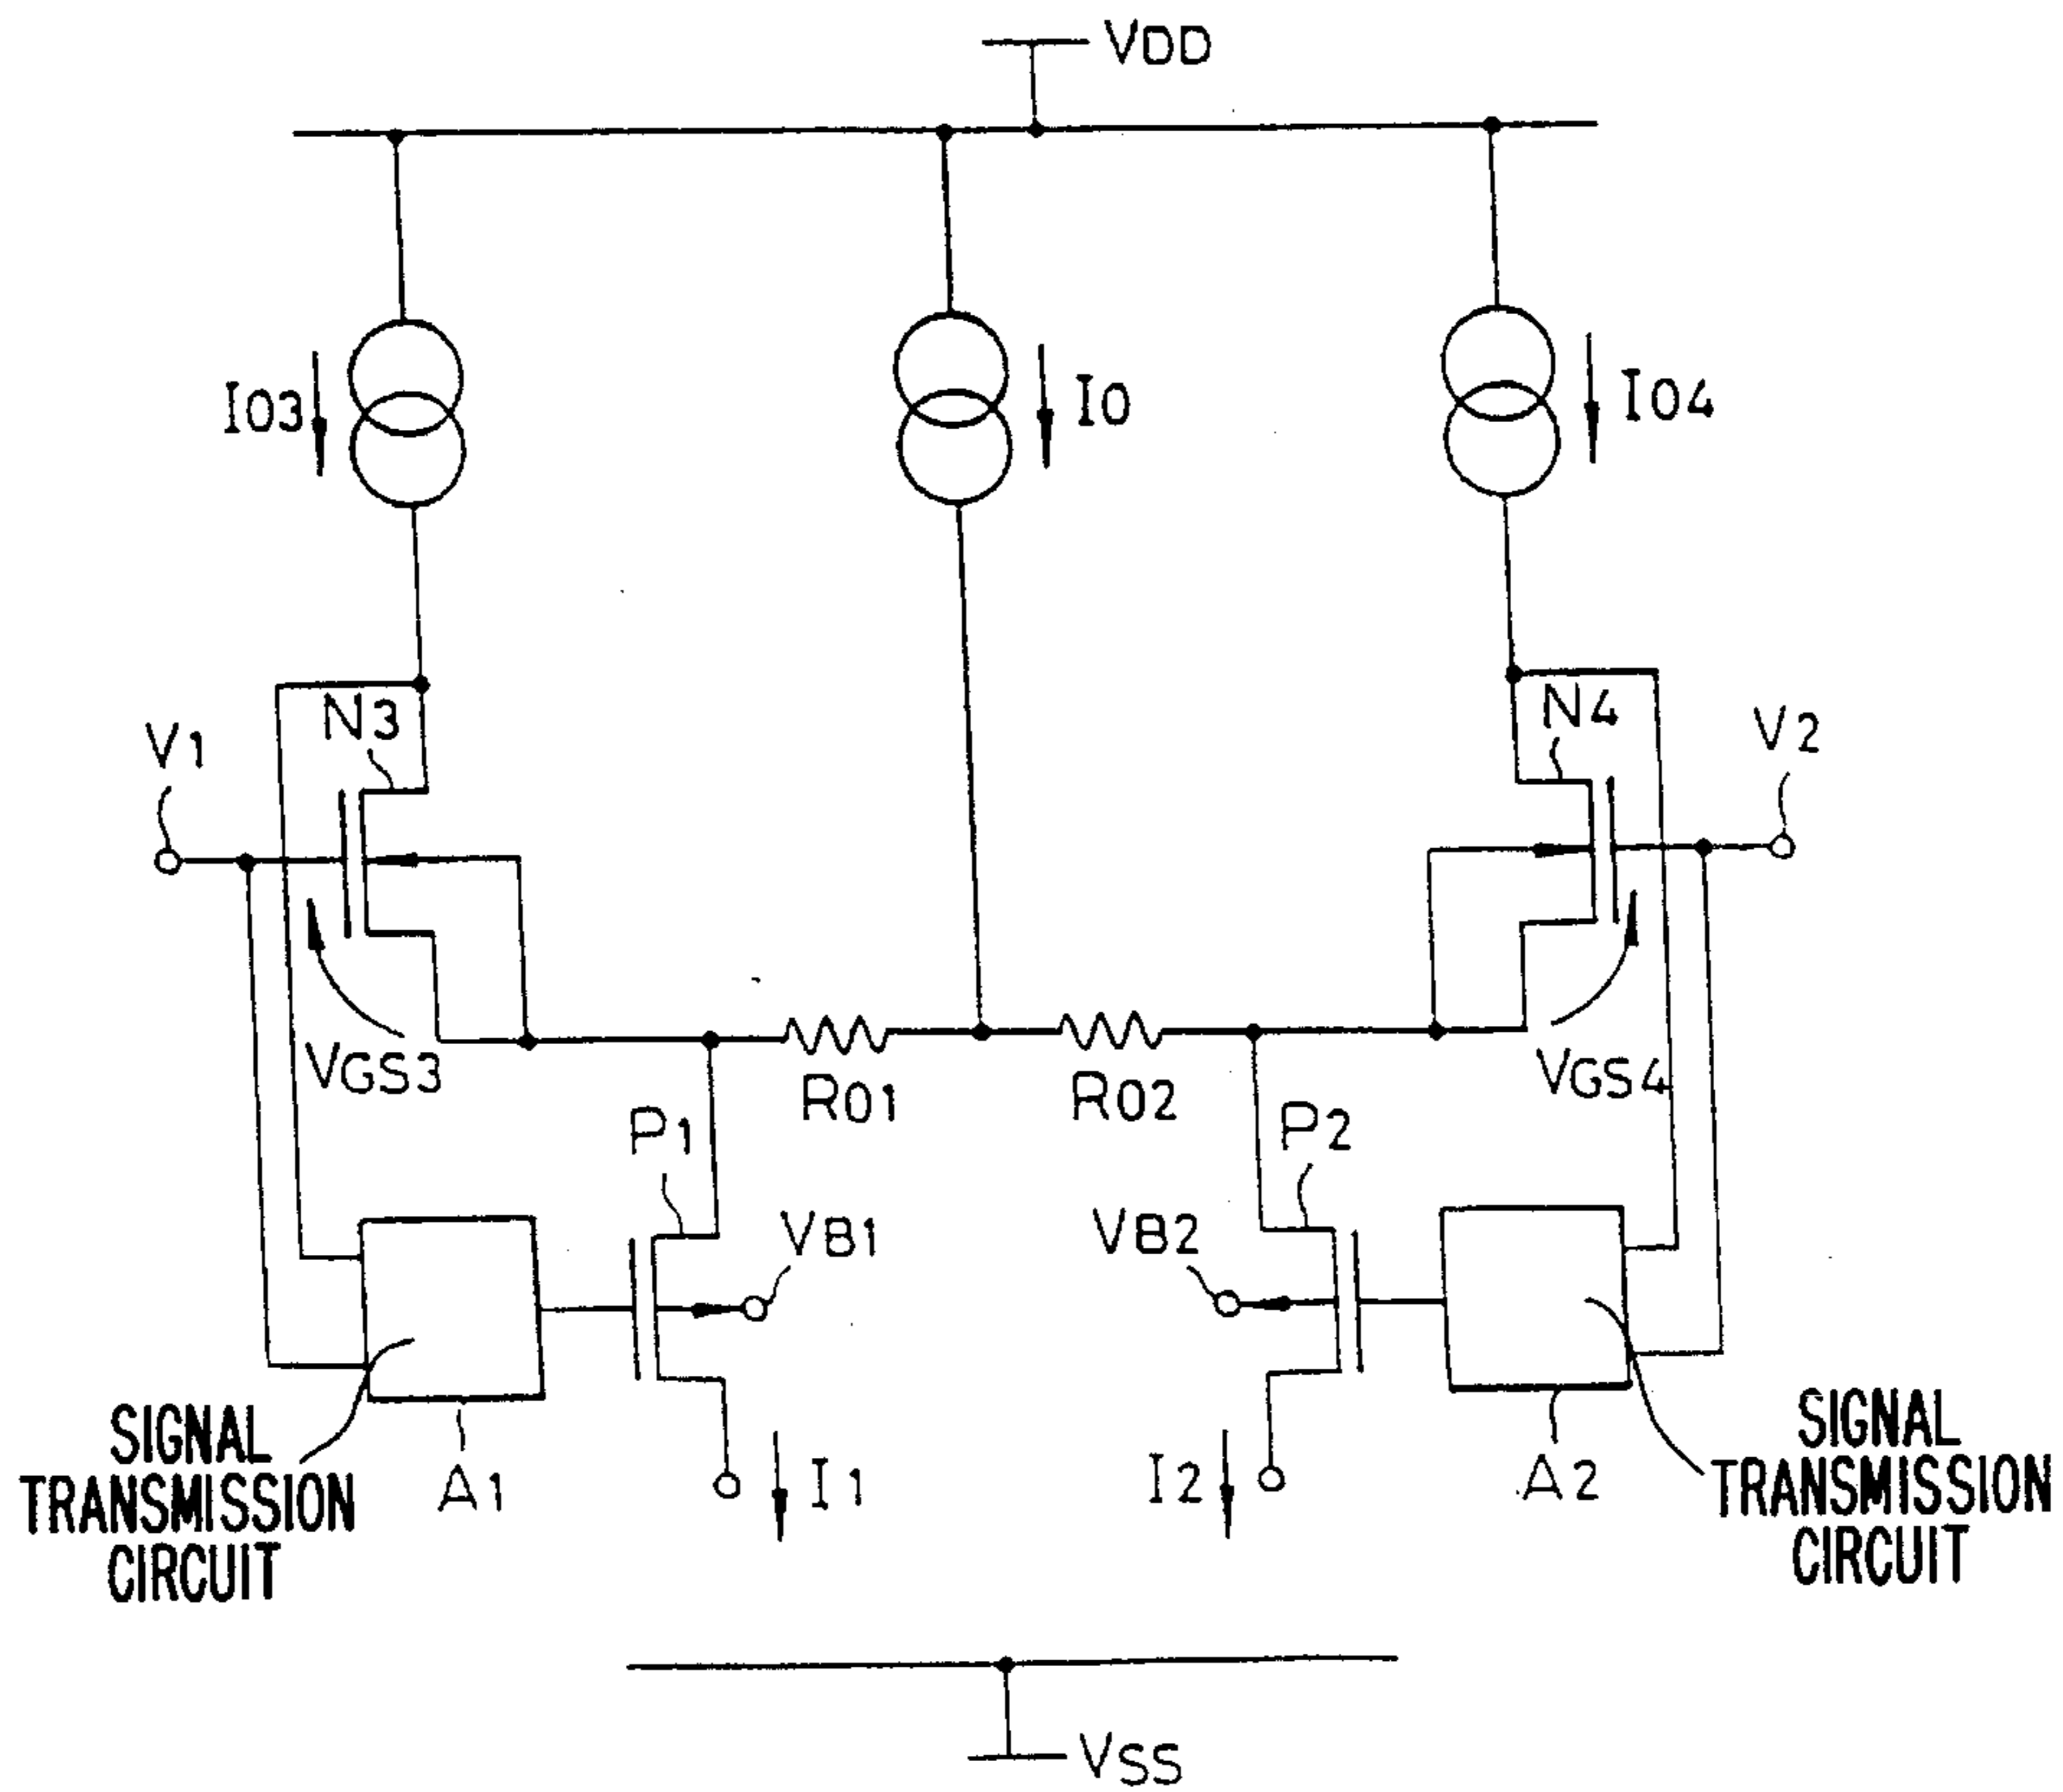 VDD
I03
I0
I04
N3
N4
V1
V2
VGS3
R01
R02
VGS4
P1
P2
VB1
VB2
SIGNAL
TRANSMISSION
CIRCUIT
A1
I1
I2
A2
SIGNAL
TRANSMISSION
CIRCUIT
VSS